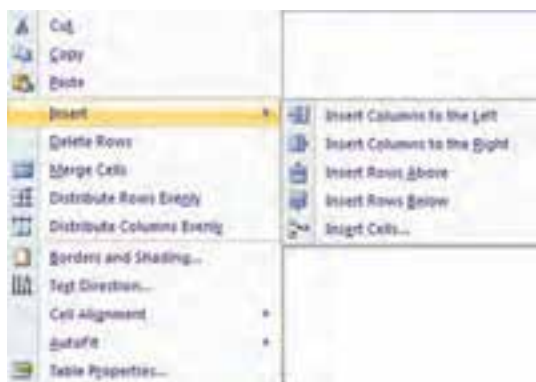 Cut
Copy
Paste
Insert
Delete Rows
Merge Cells
Distribute Rows Evenly
Distribute Columns Evenly
Borders and Shading...
Text Direction...
Cell Alignment
AutoFit
Table Properties...
Insert Columns to the Left
Insert Columns to the Right
Insert Rows Above
Insert Rows Below
Insert Cells...